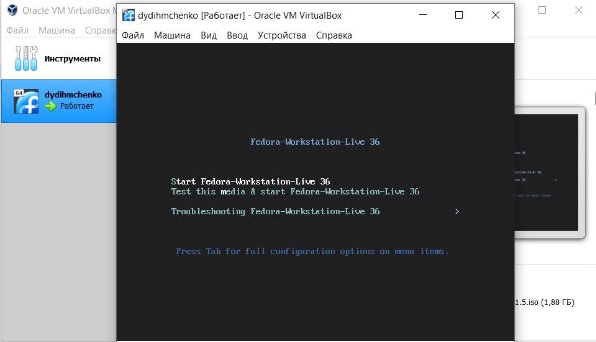 Oracle VM VirtualBox
Файл Машина Справк
Инструменты
64
dydihmchenko
Работает
dydihmchenko [Работает] - Oracle VM VirtualBox
Файл Машина Вид Ввод Устройства Справка
Fedora-Workstation-Live 36
Start Fedora-Workstation-Live 36
Test this media & start Fedora-Workstation-Live 36
Troubleshooting Fedora-Workstation-Live 36 >
Press Tab for full configuration options on menu items.
1.5.iso (1,88 ГБ)